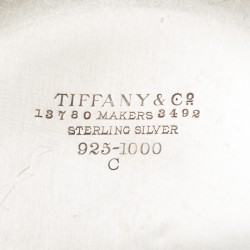 TIFFANY & Co
13780 MAKERS 3492
STERLING SILVER
925-1000
C